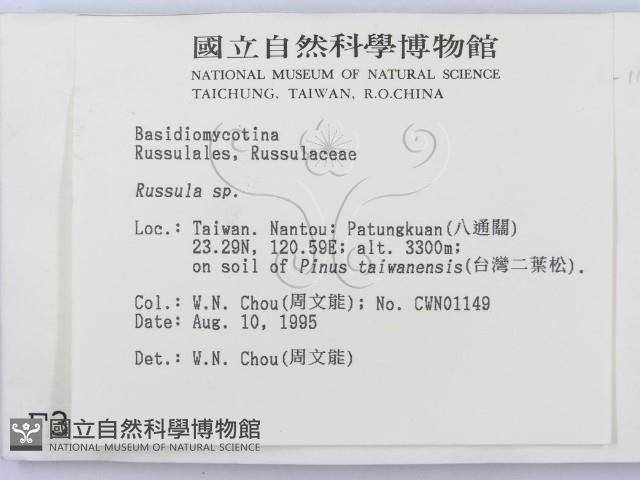 國立自然科學博物館
NATIONAL MUSEUM OF NATURAL SCIENCE
TAICHUNG, TAIWAN, R.O.CHINA
Basidiomycotina
Russulales, Russulaceae
Russula sp.
Loc.: Taiwan. Nantou: Patungkuan(八通關)
23.29N, 120.59E; alt. 3300m;
on soil of Pinus taiwanensis(台灣二葉松).
Col.: W.N. Chou(周文能); No. CWN01149
Date: Aug. 10, 1995
Det.: W.N. Chou(周文能)
國立自然科學博物館
NATIONAL MUSEUM OF NATURAL SCIENCE